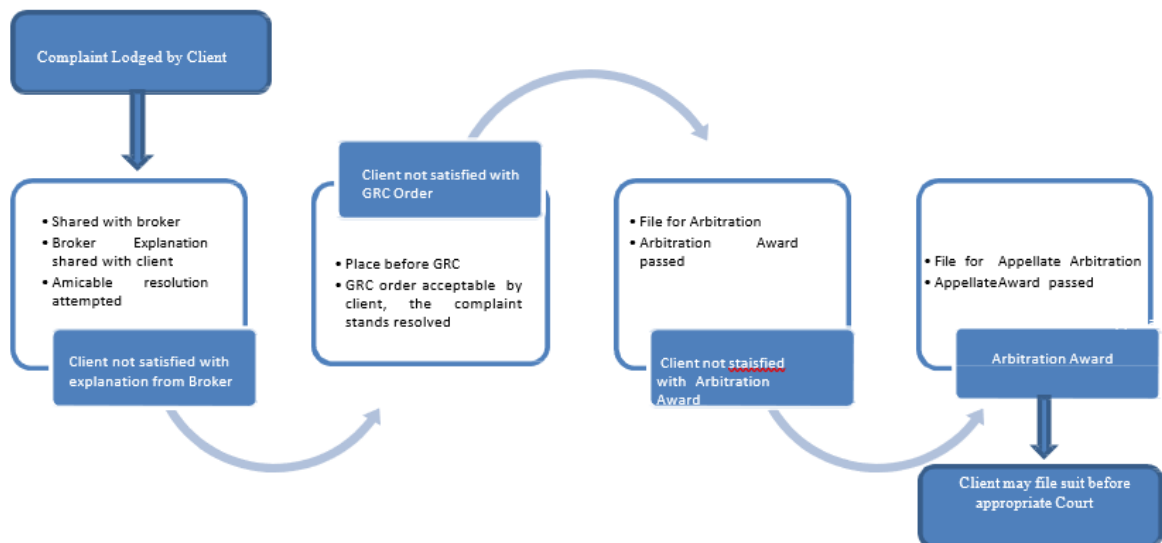 Complaint Lodged by Client
• Shared with broker
• Broker Explanation
shared with client
• Amicable resolution
attempted
Client not satisfied with
explanation from Broker
Client not satisfied with
GRC Order
• Place before GRC
• GRC order acceptable by
client, the complaint
stands resolved
• File for Arbitration
• Arbitration Award
passed
Client not staisfied
with Arbitration
Award
• File for Appellate Arbitration
• AppellateAward passed
Arbitration Award
Client may file suit before
appropriate Court